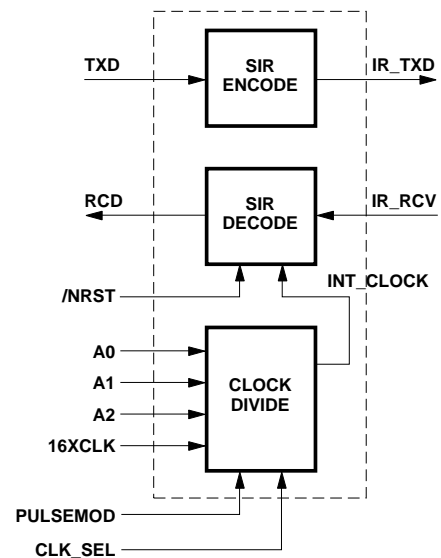 TXD
SIR
ENCODE
IR_TXD
RCD
SIR
DECODE
IR_RCV
INT_CLOCK
/NRST
A0
A1
A2
16XCLK
CLOCK
DIVIDE
PULSEMOD
CLK_SEL